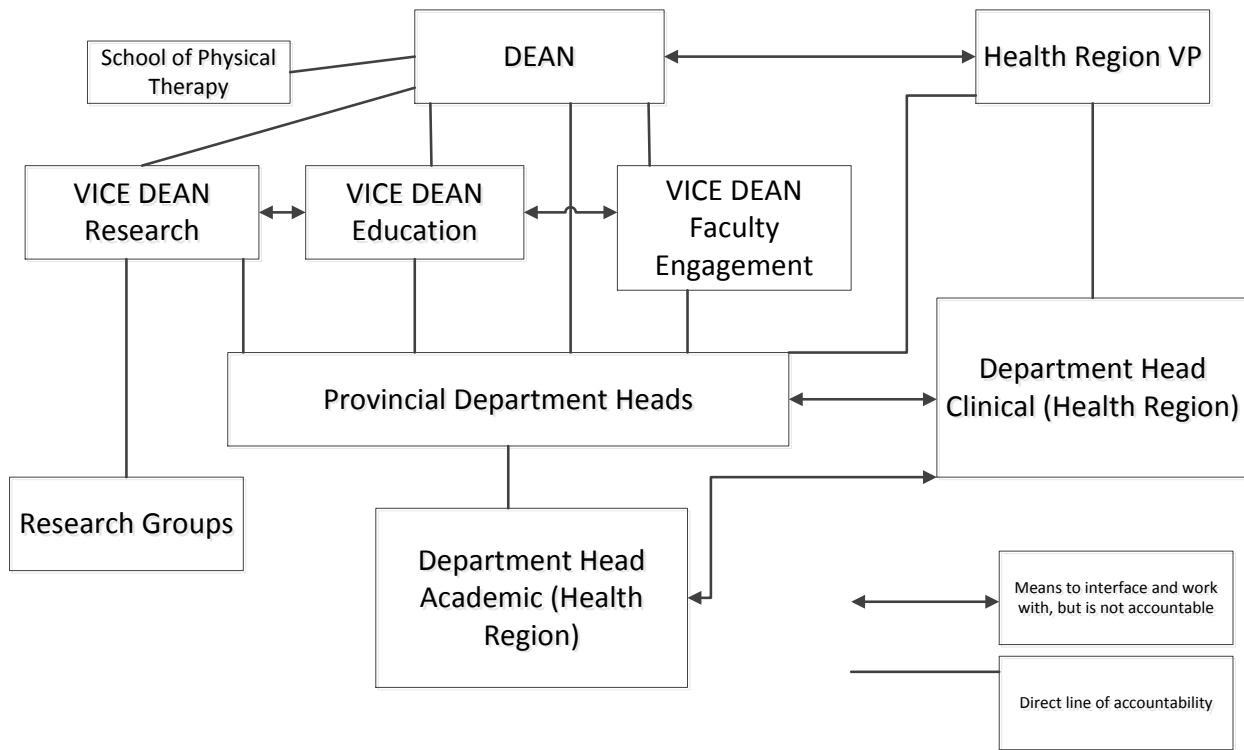 School of Physical
Therapy
DEAN
Health Region VP
VICE DEAN
Research
VICE DEAN
Education
VICE DEAN
Faculty
Engagement
Provincial Department Heads
Department Head
Clinical (Health Region)
Research Groups
Department Head
Academic (Health
Region)
Means to interface and work
with, but is not accountable
Direct line of accountability